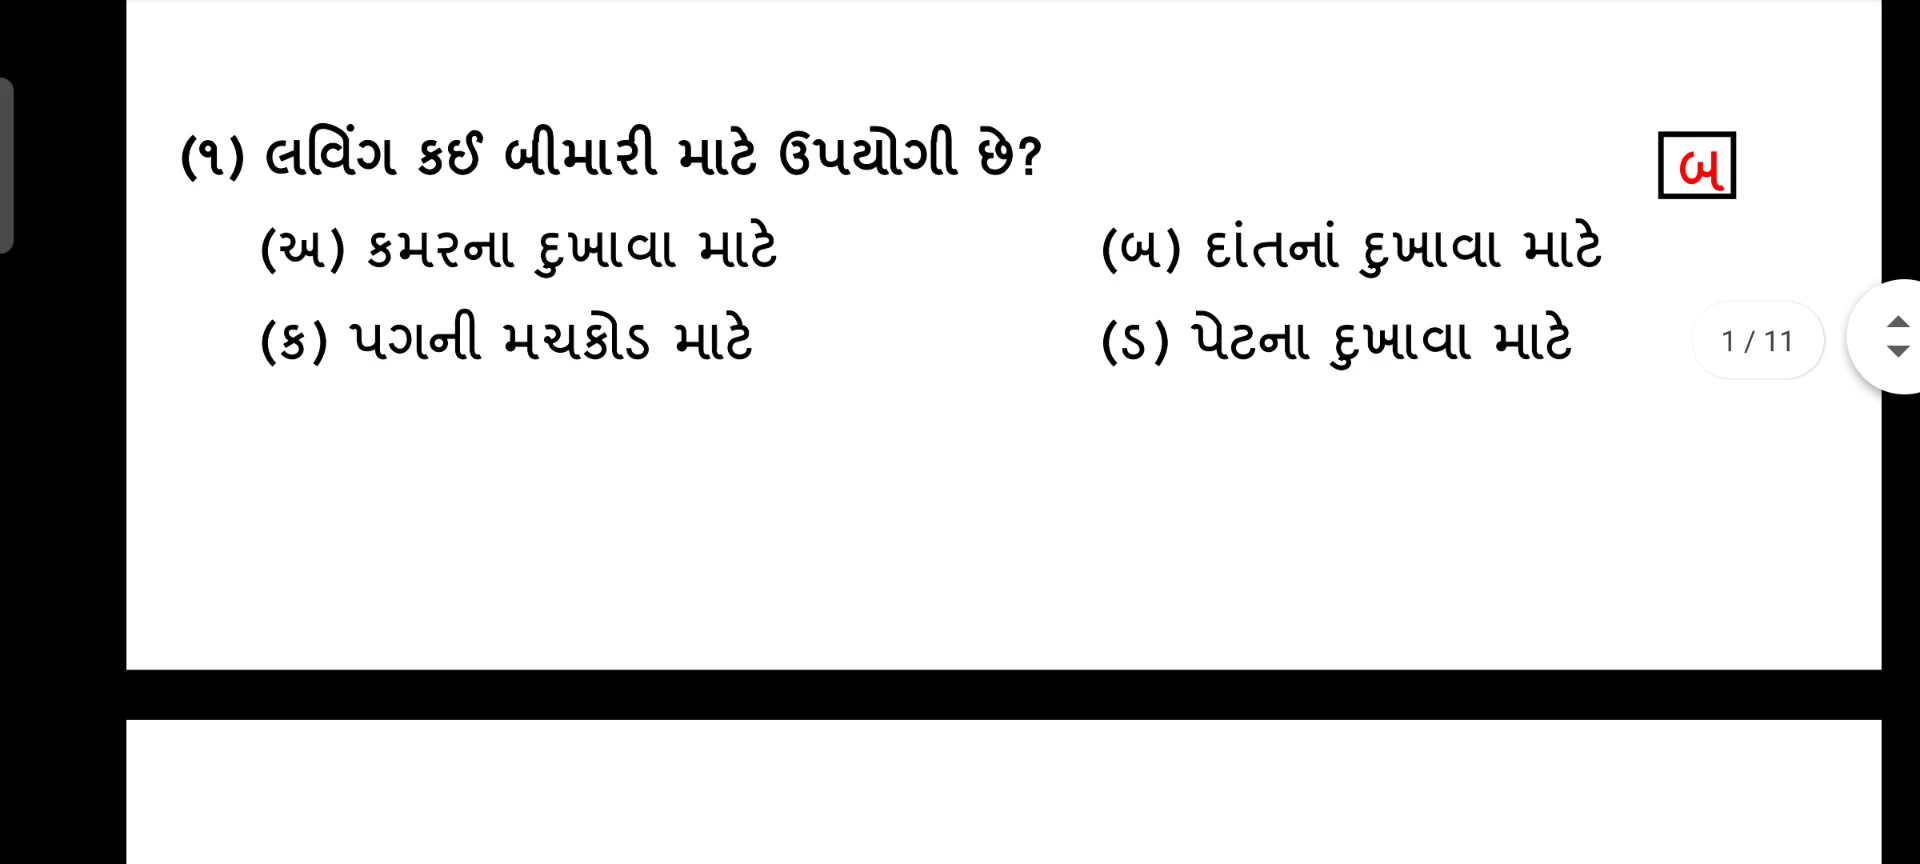 (૧) લવિંગ કઈ બીમારી માટે ઉપયોગી છે?
બ
(અ) કમરના દુખાવા માટે
(બ) દાંતનાં દુખાવા માટે
(ક) પગની મચકોડ માટે
(ડ) પેટના દુખાવા માટે
1 / 11